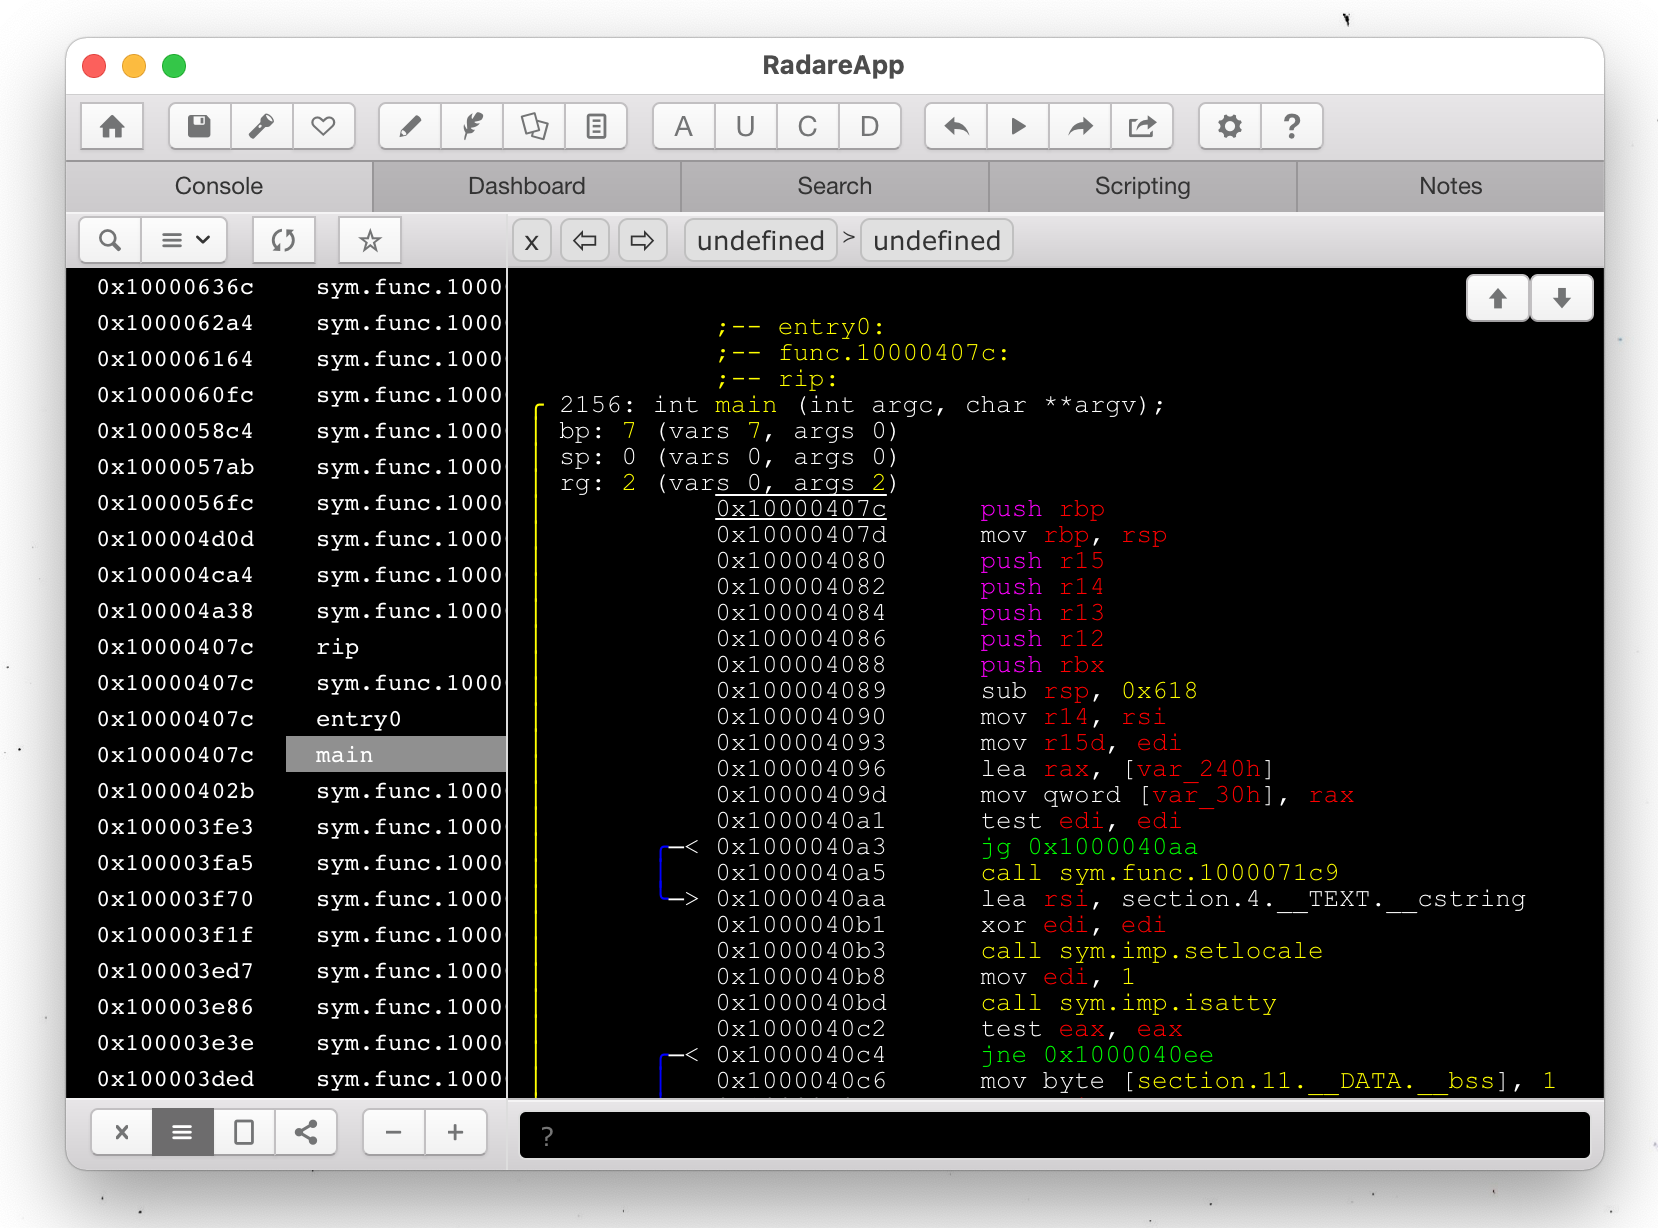 RadareApp
A U C D ?
Console Dashboard Search Scripting Notes
x undefined > undefined
0x10000636c sym.func.1000
0x1000062a4 sym.func.1000
0x100006164 sym.func.1000
0x1000060fc sym.func.1000
0x1000058c4 sym.func.1000
0x1000057ab sym.func.1000
0x1000056fc sym.func.1000
0x100004d0d sym.func.1000
0x100004ca4 sym.func.1000
0x100004a38 sym.func.1000
0x10000407c rip
0x10000407c sym.func.1000
0x10000407c entry0
0x10000407c main
0x10000402b sym.func.1000
0x100003fe3 sym.func.1000
0x100003fa5 sym.func.1000
0x100003f70 sym.func.1000
0x100003f1f sym.func.1000
0x100003ed7 sym.func.1000
0x100003e86 sym.func.1000
0x100003e3e sym.func.1000
0x100003ded sym.func.1000
;-- entry0:
;-- func.10000407c:
;-- rip:
2156: int main (int argc, char **argv);
bp: 7 (vars 7, args 0)
sp: 0 (vars 0, args 0)
rg: 2 (vars 0, args 2)
0x10000407c push rbp
0x10000407d mov rbp, rsp
0x100004080 push r15
0x100004082 push r14
0x100004084 push r13
0x100004086 push r12
0x100004088 push rbx
0x100004089 sub rsp, 0x618
0x100004090 mov r14, rsi
0x100004093 mov r15d, edi
0x100004096 lea rax, [var_240h]
0x10000409d mov qword [var_30h], rax
0x1000040a1 test edi, edi
0x1000040a3 jg 0x1000040aa
0x1000040a5 call sym.func.1000071c9
0x1000040aa lea rsi, section.4.__TEXT.__cstring
0x1000040b1 xor edi, edi
0x1000040b3 call sym.imp.setlocale
0x1000040b8 mov edi, 1
0x1000040bd call sym.imp.isatty
0x1000040c2 test eax, eax
0x1000040c4 jne 0x1000040ee
0x1000040c6 mov byte [section.11.__DATA.__bss], 1
?